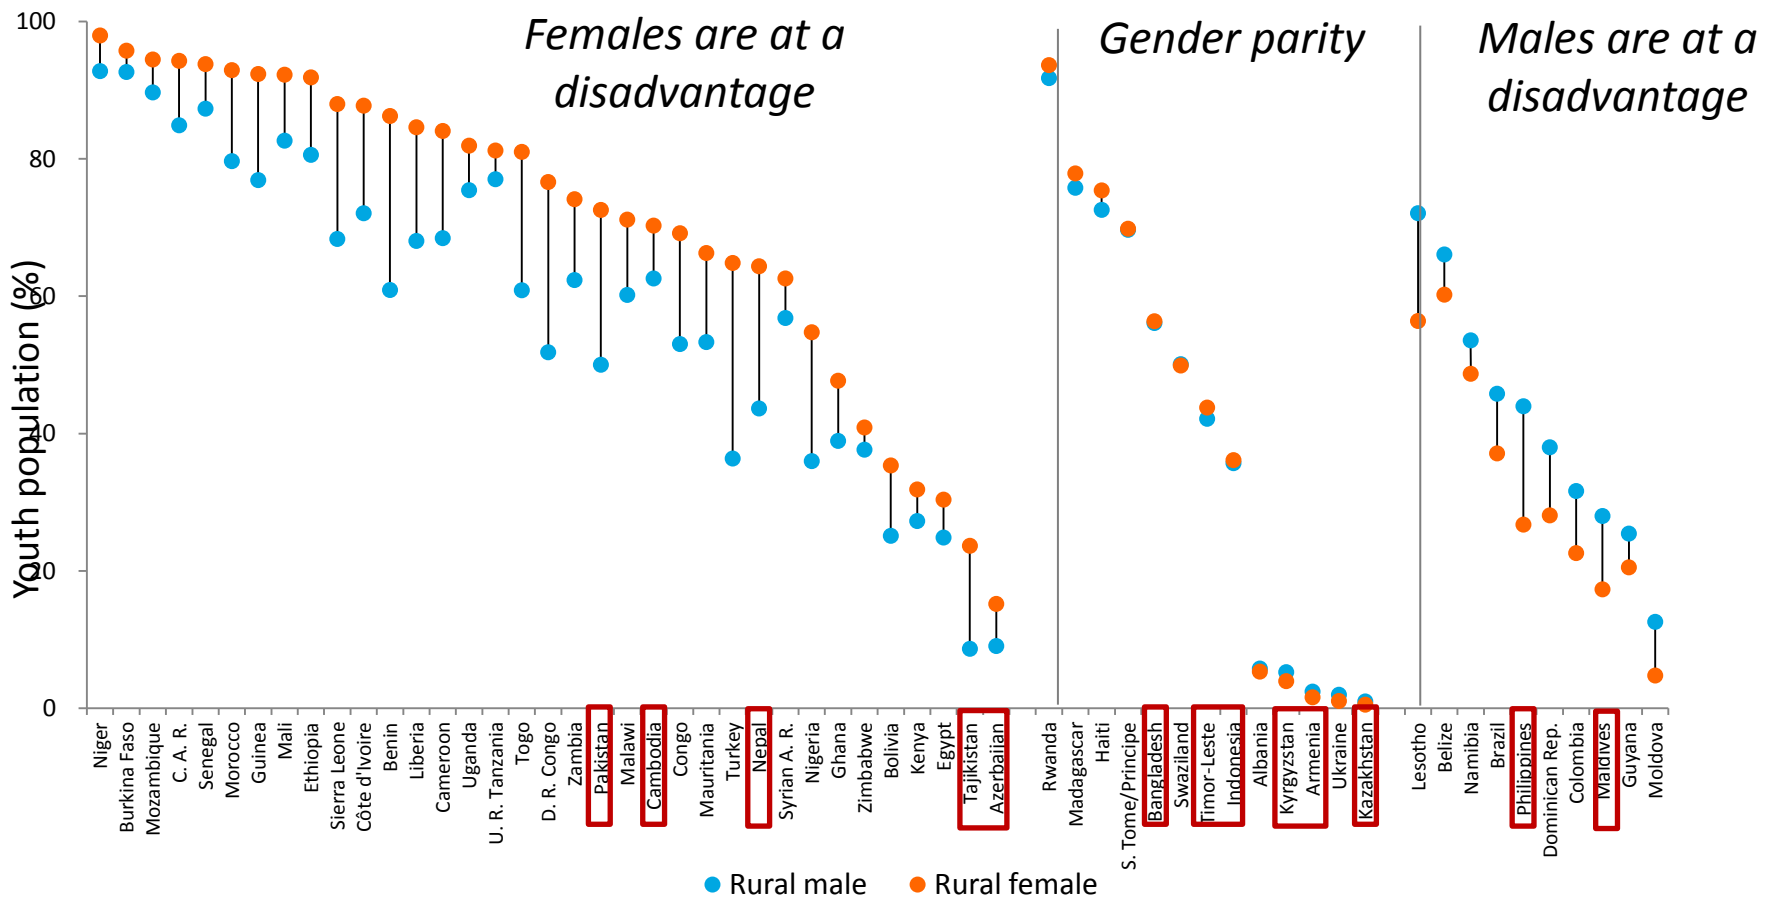 Females are at a
disadvantage
Gender parity
Males are at a
disadvantage
Youth population (%)
100
80
60
40
20
0
Niger
Burkina Faso
Mozambique
C. A. R.
Senegal
Morocco
Guinea
Mali
Ethiopia
Sierra Leone
Côte d'Ivoire
Benin
Liberia
Cameroon
Uganda
U. R. Tanzania
Togo
D. R. Congo
Zambia
Pakistan
Malawi
Cambodia
Congo
Mauritania
Turkey
Nepal
Syrian A. R.
Nigeria
Ghana
Zimbabwe
Bolivia
Kenya
Egypt
Tajikistan
Azerbaijan
Rwanda
Madagascar
Haiti
S. Tome/Principe
Bangladesh
Swaziland
Timor-Leste
Indonesia
Albania
Kyrgyzstan
Armenia
Ukraine
Kazakhstan
Lesotho
Belize
Namibia
Brazil
Philippines
Dominican Rep.
Colombia
Maldives
Guyana
Moldova
Rural male
Rural female